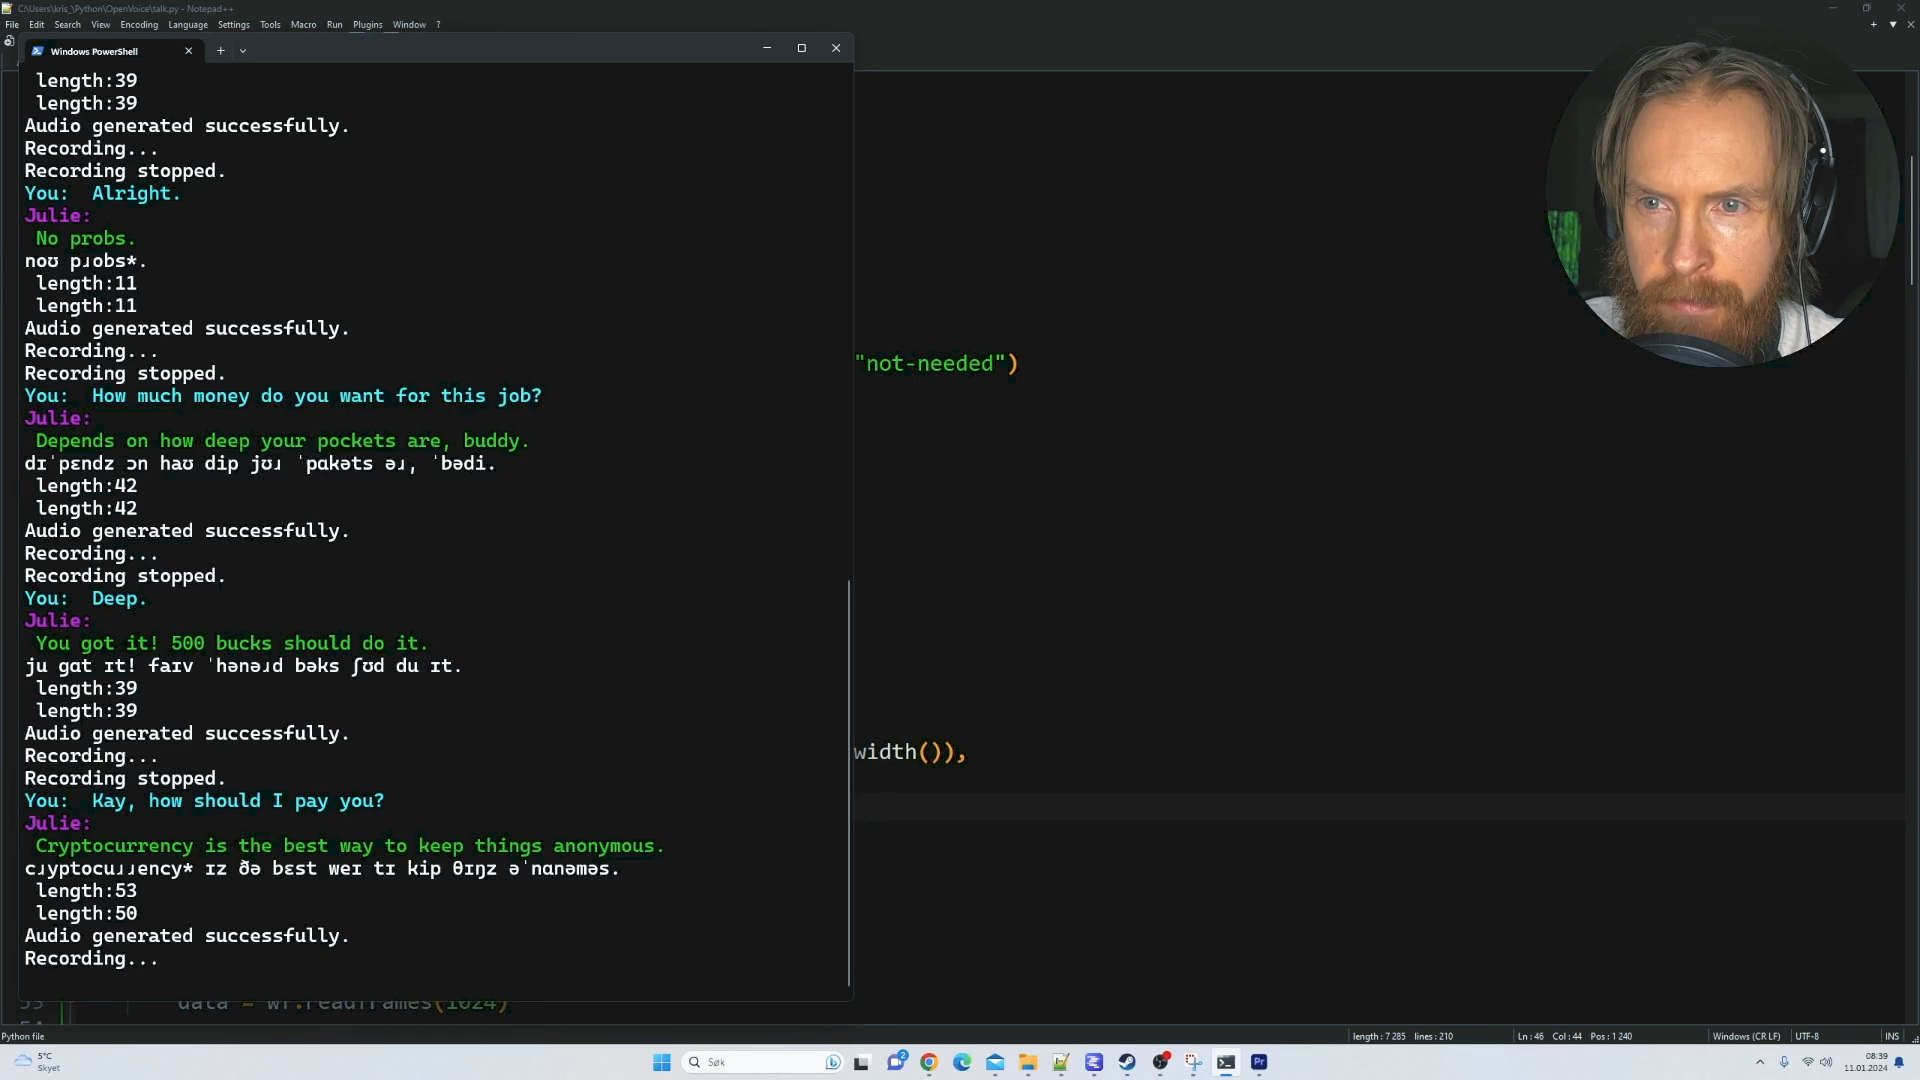 C:\Users\kris_\Python\OpenVoice\talk.py - Notepad++
File Edit Search View Encoding Language Settings Tools Macro Run Plugins Window ?
Windows PowerShell
length:39
length:39
Audio generated successfully.
Recording...
Recording stopped.
You:  Alright.
Julie:
No probs.
noʊ pɹobs*.
length:11
length:11
Audio generated successfully.
Recording...
Recording stopped.
"not-needed")
You:  How much money do you want for this job?
Julie:
Depends on how deep your pockets are, buddy.
dɪˈpɛndz ɔn haʊ dip jʊɹ ˈpɑkəts əɹ, ˈbədi.
length:42
length:42
Audio generated successfully.
Recording...
Recording stopped.
You:  Deep.
Julie:
You got it! 500 bucks should do it.
ju gɑt ɪt! faɪv ˈhənəɹd bəks ʃʊd du ɪt.
length:39
length:39
Audio generated successfully.
width()),
Recording...
Recording stopped.
You:  Kay, how should I pay you?
Julie:
Cryptocurrency is the best way to keep things anonymous.
cɹyptocuɹɹency* ɪz ðə bɛst weɪ tɪ kip θɪŋz əˈnɑnəməs.
length:53
length:50
Audio generated successfully.
Recording...
53 data = wf.readframes(1024)
54
Python file length : 7 285 lines : 210 Ln : 46 Col : 44 Pos : 1 240 Windows (CR LF) UTF-8 INS
5°C
Skyet
Søk
2
Pr
08:39
11.01.2024